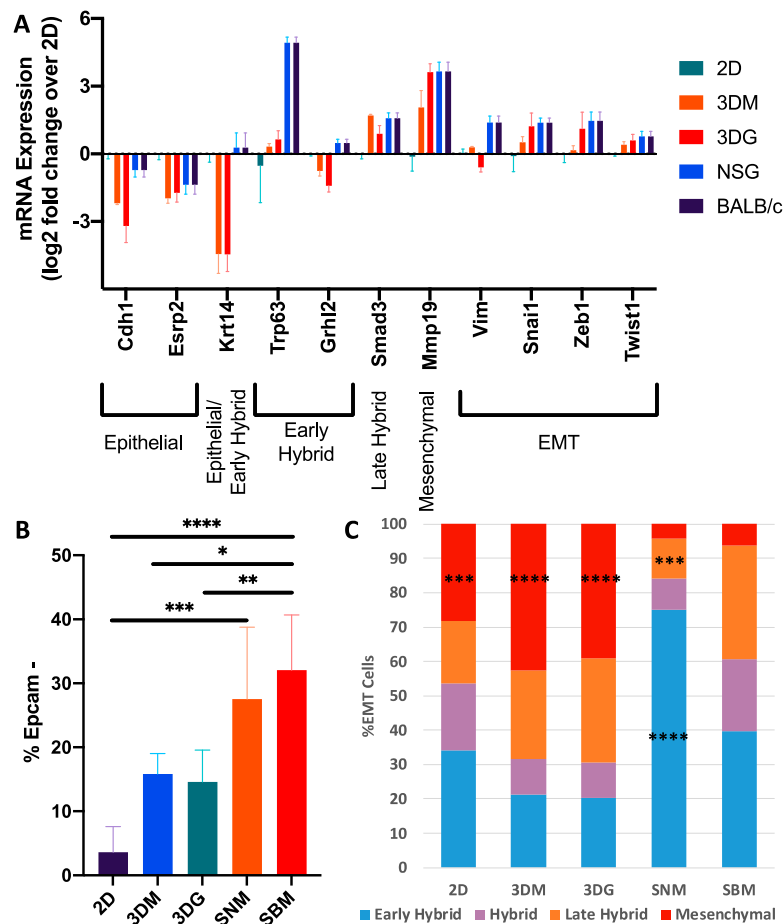 A
mRNA Expression
(log2 fold change over 2D)
6
3
0
-3
2D
3DM
3DG
NSG
BALB/c
Cdh1
Esrp2
Krt14
Trp63
Grhl2
Smad3
Mmp19
Vim
Snai1
Zeb1
Twist1
Epithelial
Epithelial/
Early Hybrid
Early
Hybrid
Late Hybrid
Mesenchymal
EMT
B
% Epcam -
50
40
30
20
10
0
****
*
**
***
2D
3DM
3DG
SNM
SBM
C
%EMT Cells
100
90
80
70
60
50
40
30
20
10
0
***
****
****
***
****
2D
3DM
3DG
SNM
SBM
Early Hybrid
Hybrid
Late Hybrid
Mesenchymal